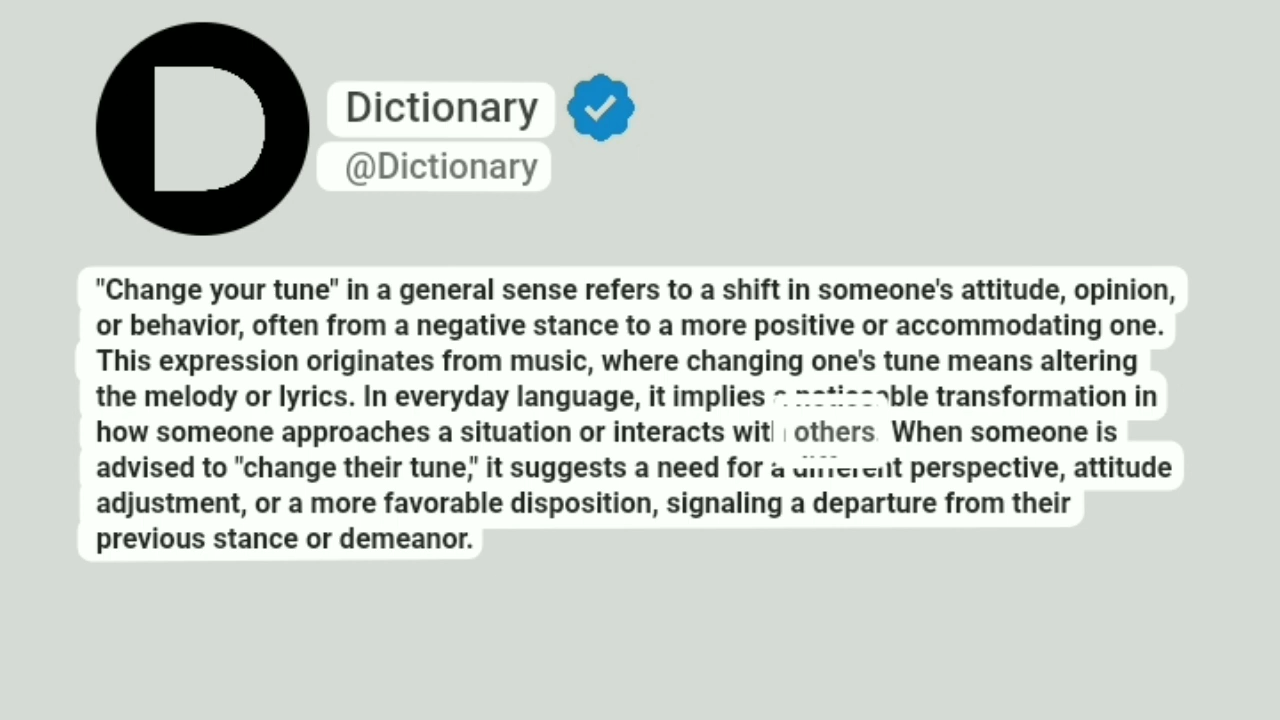 D
Dictionary
@Dictionary
"Change your tune" in a general sense refers to a shift in someone's attitude, opinion,
or behavior, often from a negative stance to a more positive or accommodating one.
This expression originates from music, where changing one's tune means altering
the melody or lyrics. In everyday language, it implies a noticeable transformation in
how someone approaches a situation or interacts with others. When someone is
advised to "change their tune," it suggests a need for a different perspective, attitude
adjustment, or a more favorable disposition, signaling a departure from their
previous stance or demeanor.